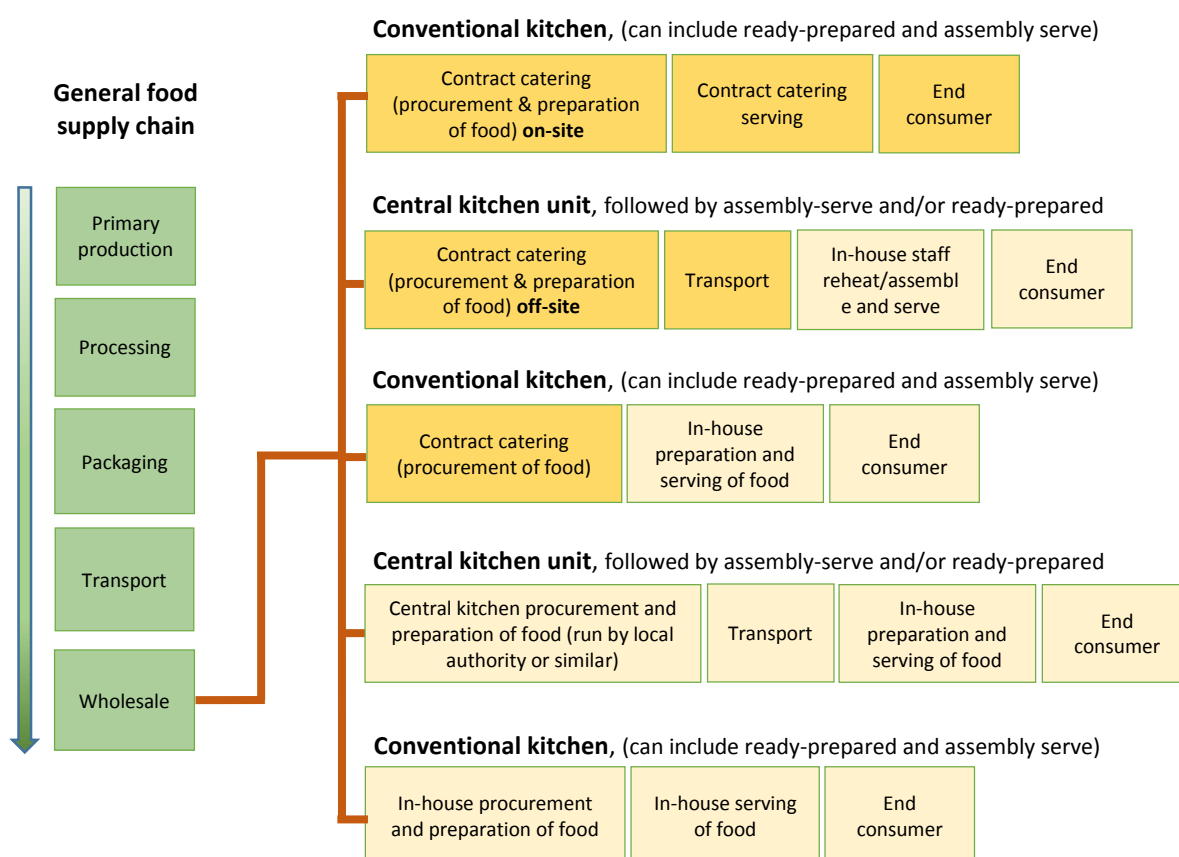 General food
supply chain
Primary
production
Processing
Packaging
Transport
Wholesale
Conventional kitchen, (can include ready-prepared and assembly serve)
Contract catering
(procurement & preparation
of food) on-site
Contract catering
serving
End
consumer
Central kitchen unit, followed by assembly-serve and/or ready-prepared
Contract catering
(procurement & preparation
of food) off-site
Transport
In-house staff
reheat/assembl
e and serve
End
consumer
Conventional kitchen, (can include ready-prepared and assembly serve)
Contract catering
(procurement of food)
In-house
preparation and
serving of food
End
consumer
Central kitchen unit, followed by assembly-serve and/or ready-prepared
Central kitchen procurement and
preparation of food (run by local
authority or similar)
Transport
In-house
preparation and
serving of food
End
consumer
Conventional kitchen, (can include ready-prepared and assembly serve)
In-house procurement
and preparation of food
In-house serving
of food
End
consumer